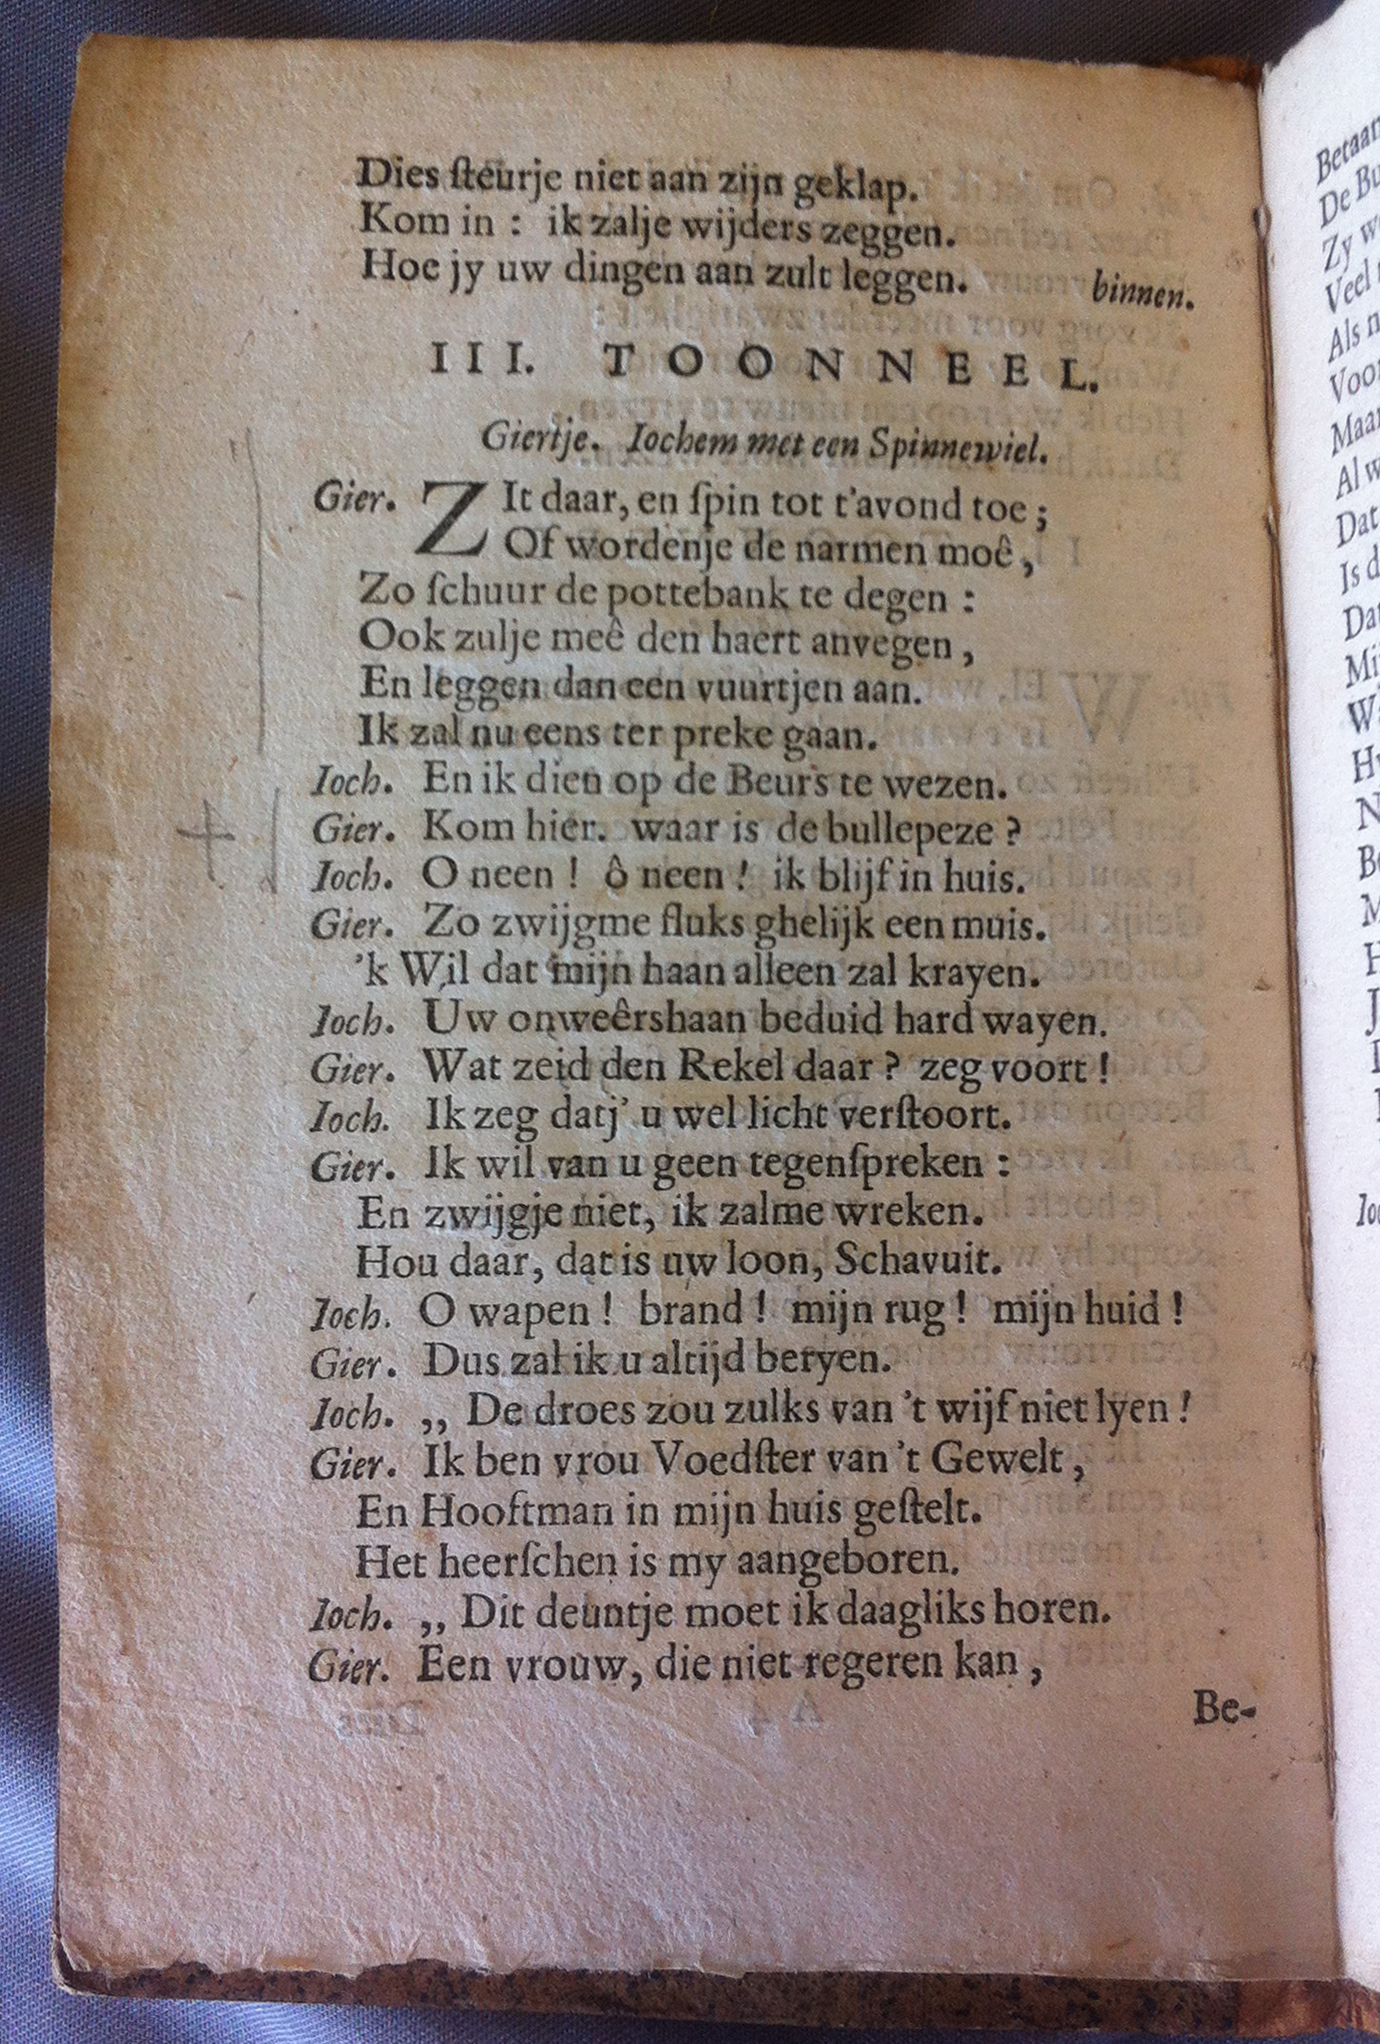 Dies ſteurje niet aan zijn geklap.
Kom in : ik zalje wijders zeggen.
Hoe jy uw dingen aan zult leggen. binnen.
III. TOONNEEL.
Giertje. Iochem met een Spinnewiel.
Gier. ZIt daar, en ſpin tot t'avond toe ;
Of wordenje de narmen moê ,
Zo ſchuur de pottebank te degen :
Ook zulje meê den haert anvegen ,
En leggen dan een vuurtjen aan.
Ik zal nu eens ter preke gaan.
Ioch. En ik dien op de Beurs te wezen.
Gier. Kom hier. waar is de bullepeze ?
Ioch. O neen ! ô neen ! ik blijf in huis.
Gier. Zo zwijgme fluks ghelijk een muis.
'k Wil dat mijn haan alleen zal krayen.
Ioch. Uw onweêrshaan beduid hard wayen.
Gier. Wat zeid den Rekel daar ? zeg voort !
Ioch. Ik zeg datj' u wel licht verſtoort.
Gier. Ik wil van u geen tegenſpreken :
En zwijgje niet, ik zalme wreken.
Hou daar, dat is uw loon, Schavuit.
Ioch. O wapen ! brand ! mijn rug ! mijn huid !
Gier. Dus zal ik u altijd beryen.
Ioch. ,, De droes zou zulks van 't wijf niet lyen !
Gier. Ik ben vrou Voedſter van 't Gewelt ,
En Hooftman in mijn huis geſtelt.
Het heerſchen is my aangeboren.
Ioch. ,, Dit deuntje moet ik daagliks horen.
Gier. Een vrouw, die niet regeren kan ,
Be-
Betaan
De Bu
Veel
Als n
Voor
Maar
Al w
Dat
Is d